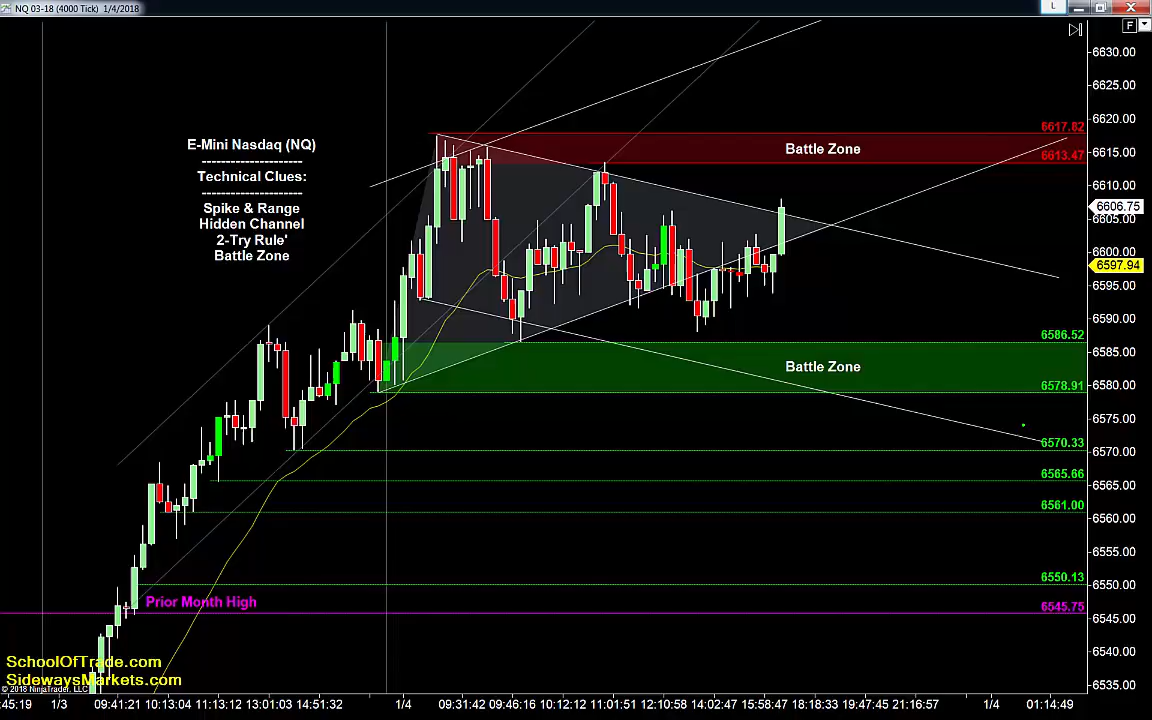 NQ 03-18 (4000 Tick) 1/4/2018
L
F
E-Mini Nasdaq (NQ)
---------------------
Technical Clues:
---------------------
Spike & Range
Hidden Channel
2-Try Rule'
Battle Zone
Battle Zone
Battle Zone
Prior Month High
6617.82
6613.47
6586.52
6578.91
6570.33
6565.66
6561.00
6550.13
6545.75
6630.00
6625.00
6620.00
6615.00
6610.00
6606.75
6605.00
6600.00
6597.94
6595.00
6590.00
6585.00
6580.00
6575.00
6570.00
6565.00
6560.00
6555.00
6550.00
6545.00
6540.00
6535.00
SchoolOfTrade.com
SidewaysMarkets.com
© 2018 NinjaTrader, LLC
:45:19 1/3 09:41:21 10:13:04 11:13:12 13:01:03 14:51:32 1/4 09:31:42 09:46:16 10:12:12 11:01:51 12:10:58 14:02:47 15:58:47 18:18:33 19:47:45 21:16:57 1/4 01:14:49